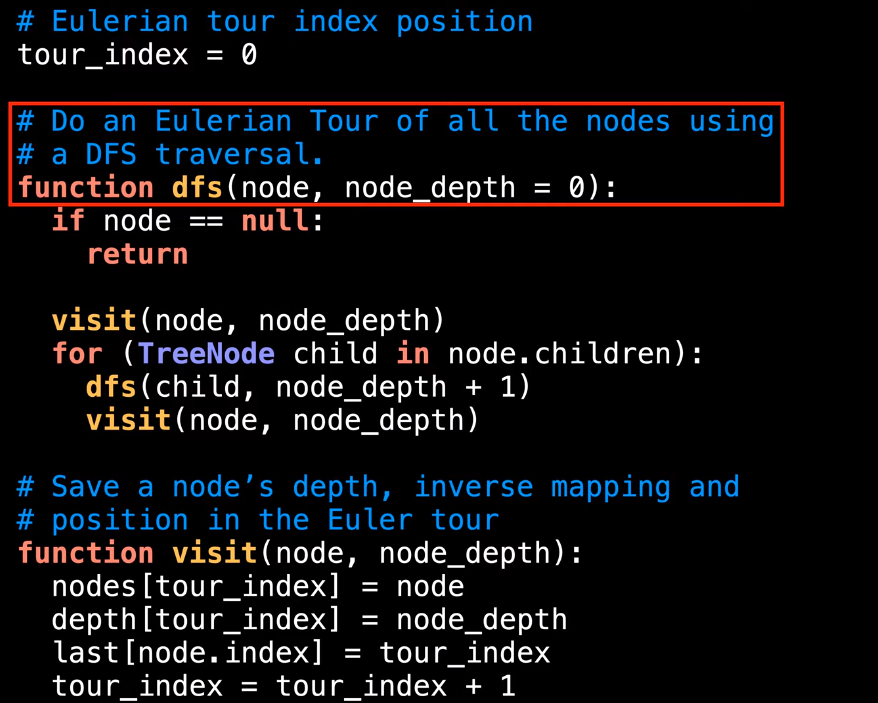 # Eulerian tour index position
tour_index = 0
# Do an Eulerian Tour of all the nodes using
# a DFS traversal.
function dfs(node, node_depth = 0):
  if node == null:
    return
  visit(node, node_depth)
  for (TreeNode child in node.children):
    dfs(child, node_depth + 1)
    visit(node, node_depth)
# Save a node’s depth, inverse mapping and
# position in the Euler tour
function visit(node, node_depth):
  nodes[tour_index] = node
  depth[tour_index] = node_depth
  last[node.index] = tour_index
  tour_index = tour_index + 1